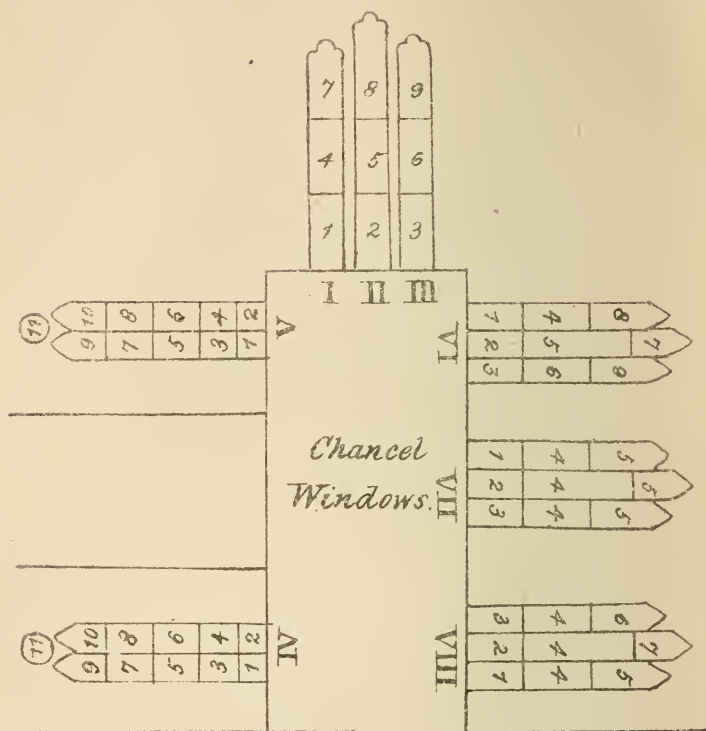 7 8 9
4 5 6
1 2 3
I II III
11
10 8 6 4 2
9 7 5 3 1
V
VI
1 4 8
2 5 7
3 6 9
Chancel
Windows.
VII
1 4 5
2 4 5
3 4 5
11
10 8 6 4 2
9 7 5 3 1
IV
VIII
3 4 6
2 4 7
1 4 5